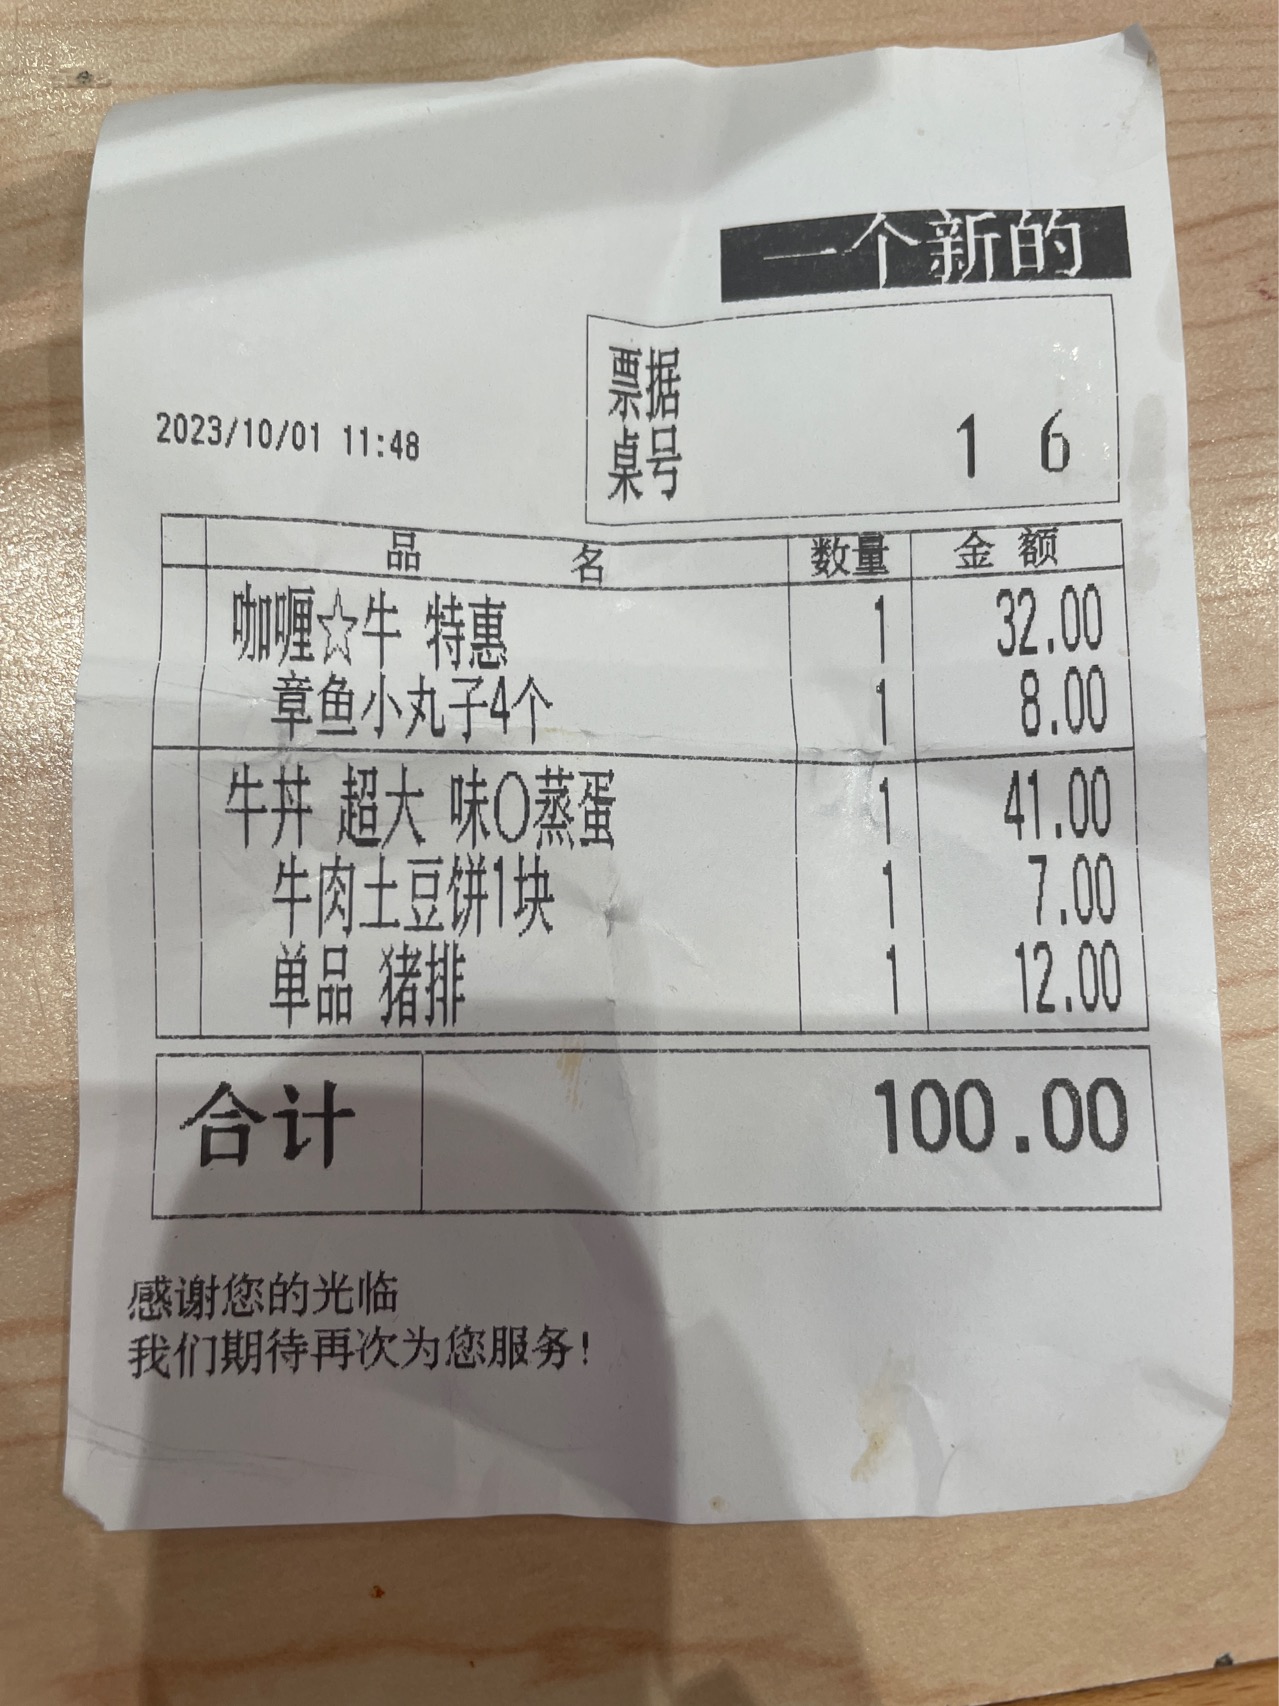 一个新的
票据
2023/10/01 11:48
桌号 1 6
品 名 数量 金 额
咖喱☆牛 特惠 1 32.00
章鱼小丸子4个 1 8.00
牛丼 超大 味〇蒸蛋 1 41.00
牛肉土豆饼1块 1 7.00
单品 猪排 1 12.00
合计 100.00
感谢您的光临
我们期待再次为您服务!